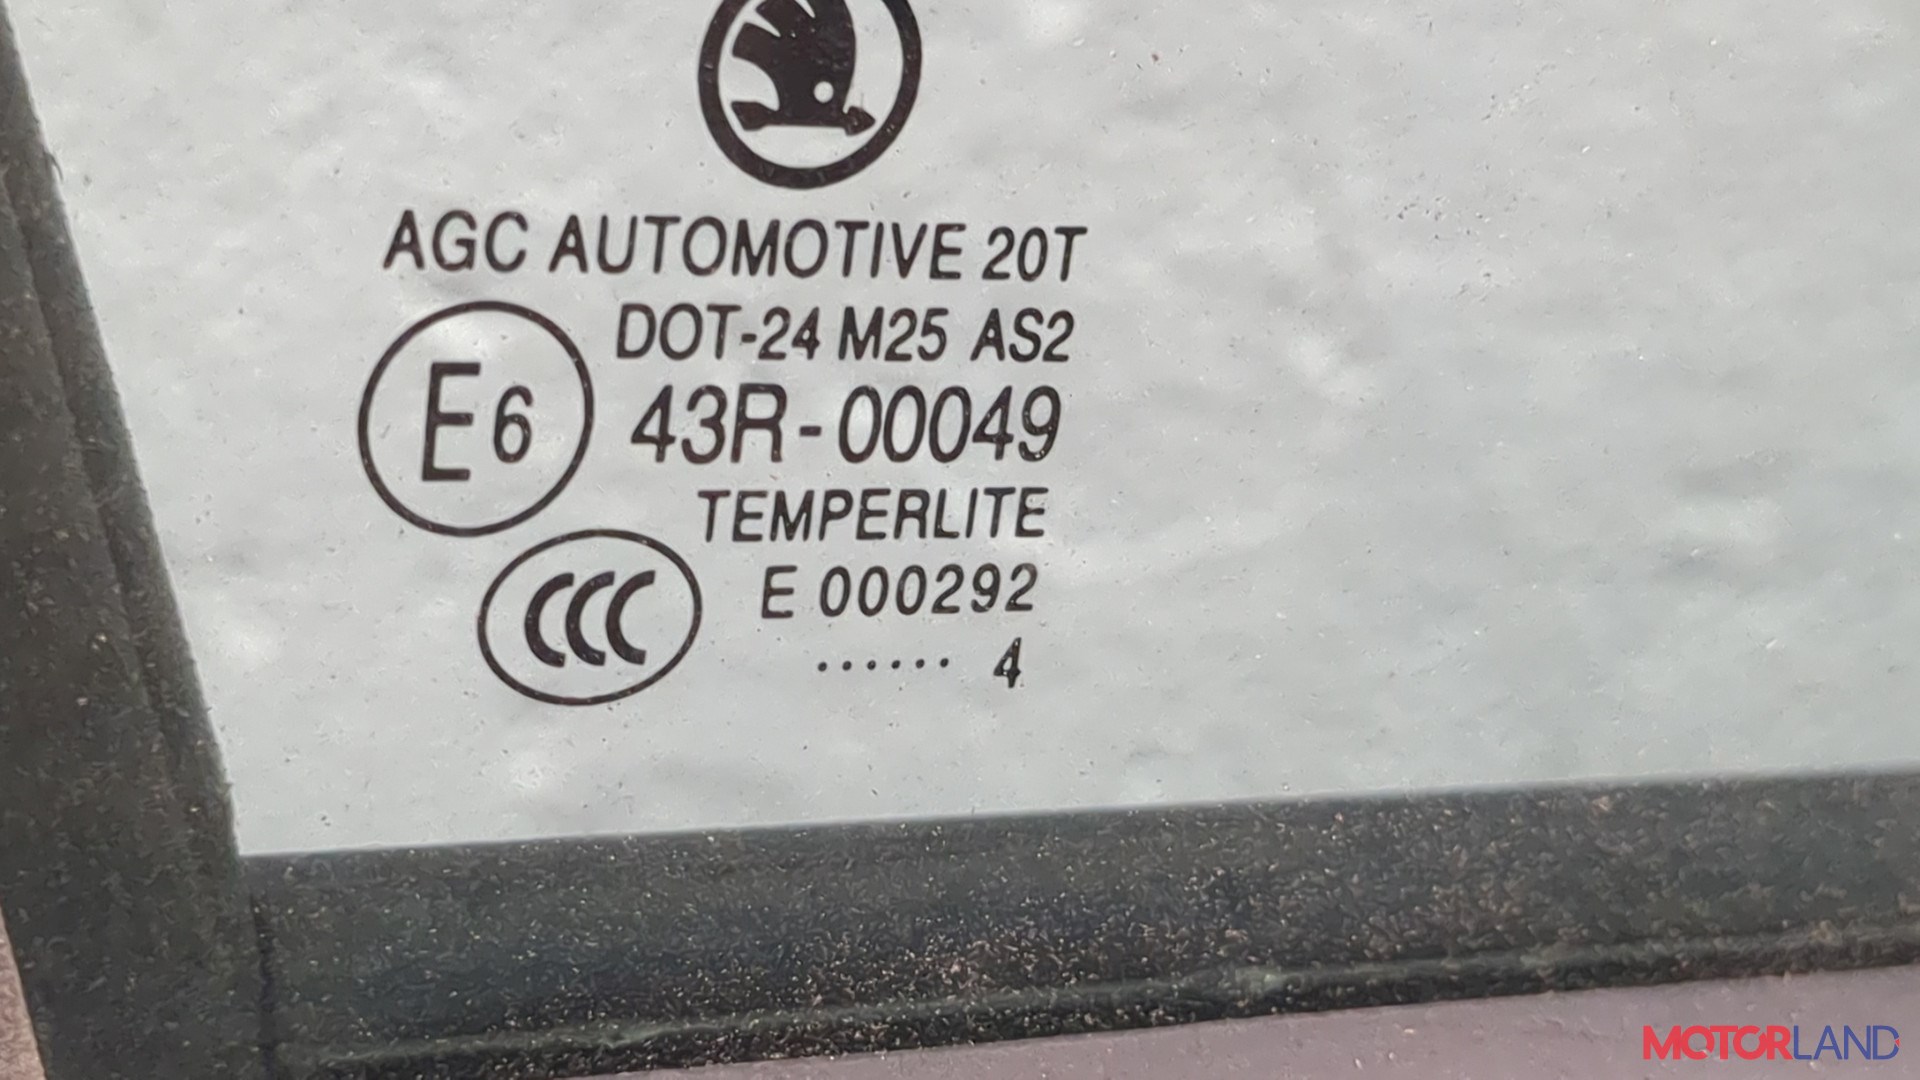 AGC AUTOMOTIVE 20T
DOT-24 M25 AS2
E6 43R-00049
TEMPERLITE
CCC E 000292
...... 4
MOTORLAND